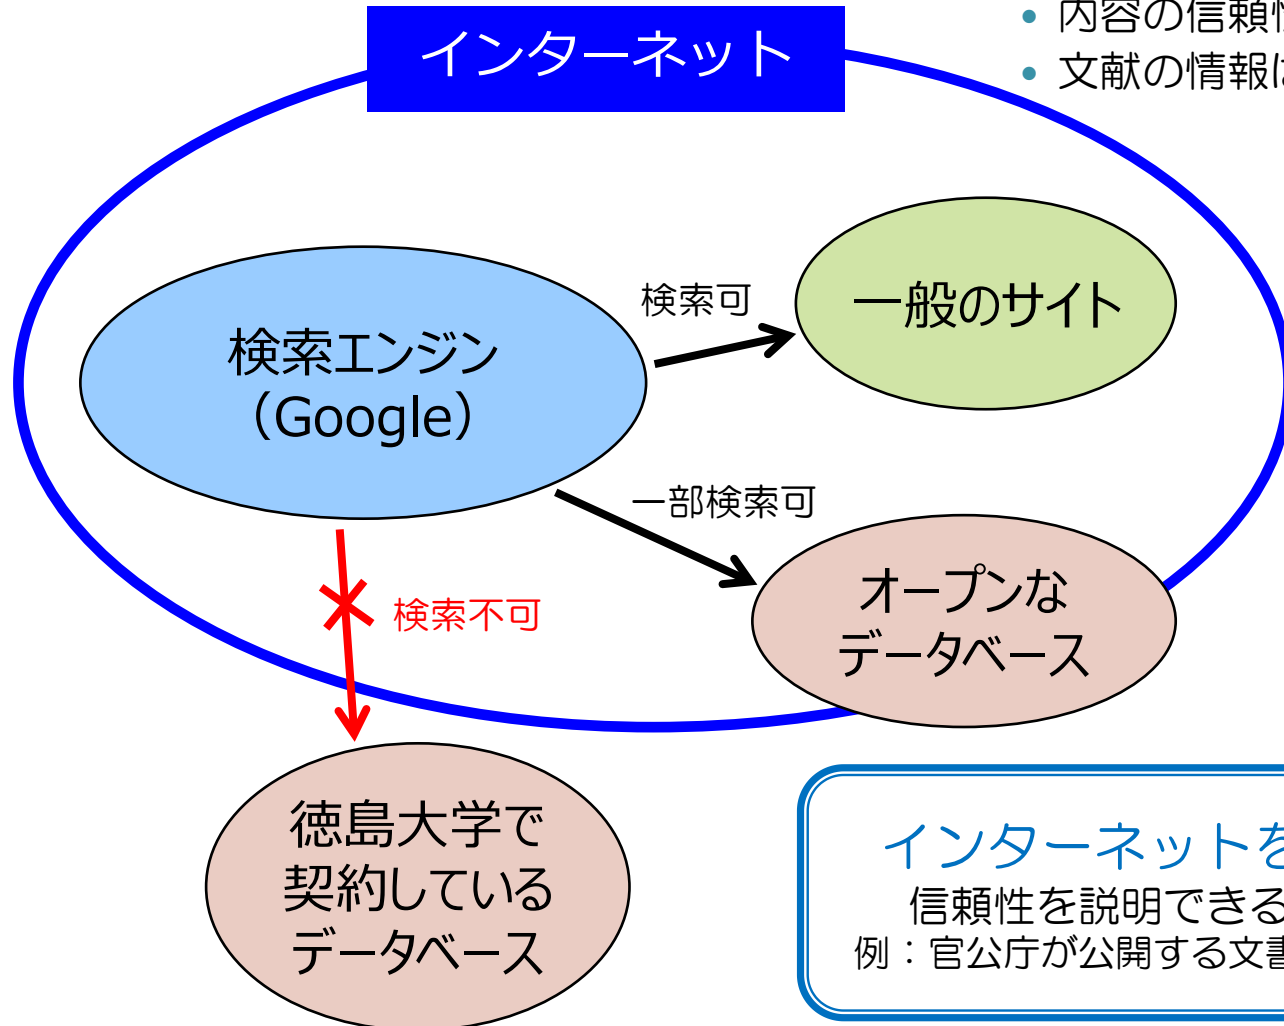 • 内容の信頼
• 文献の情報
インターネット
検索可
一般のサイト
検索エンジン
（Google）
一部検索可
オープンな
データベース
検索不可
徳島大学で
契約している
データベース
インターネットを
信頼性を説明できる
例：官公庁が公開する文書